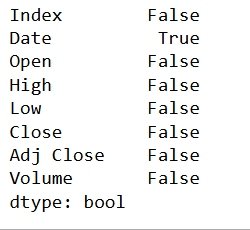 Index        False
Date          True
Open         False
High         False
Low          False
Close        False
Adj Close    False
Volume       False
dtype: bool